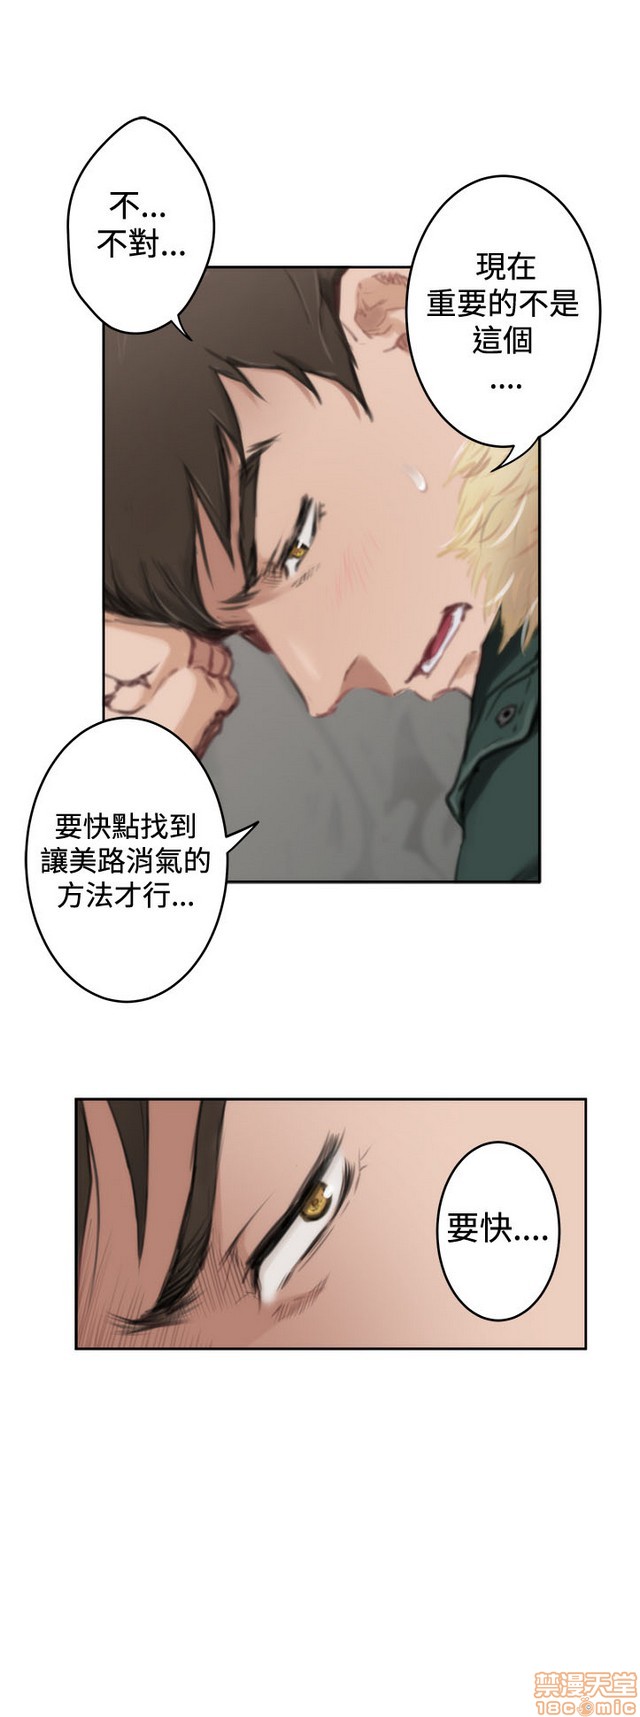 不...
不對...
現在
重要的不是
這個
....
要快點找到
讓美路消氣的
方法才行...
要快....
禁漫天堂
18comic